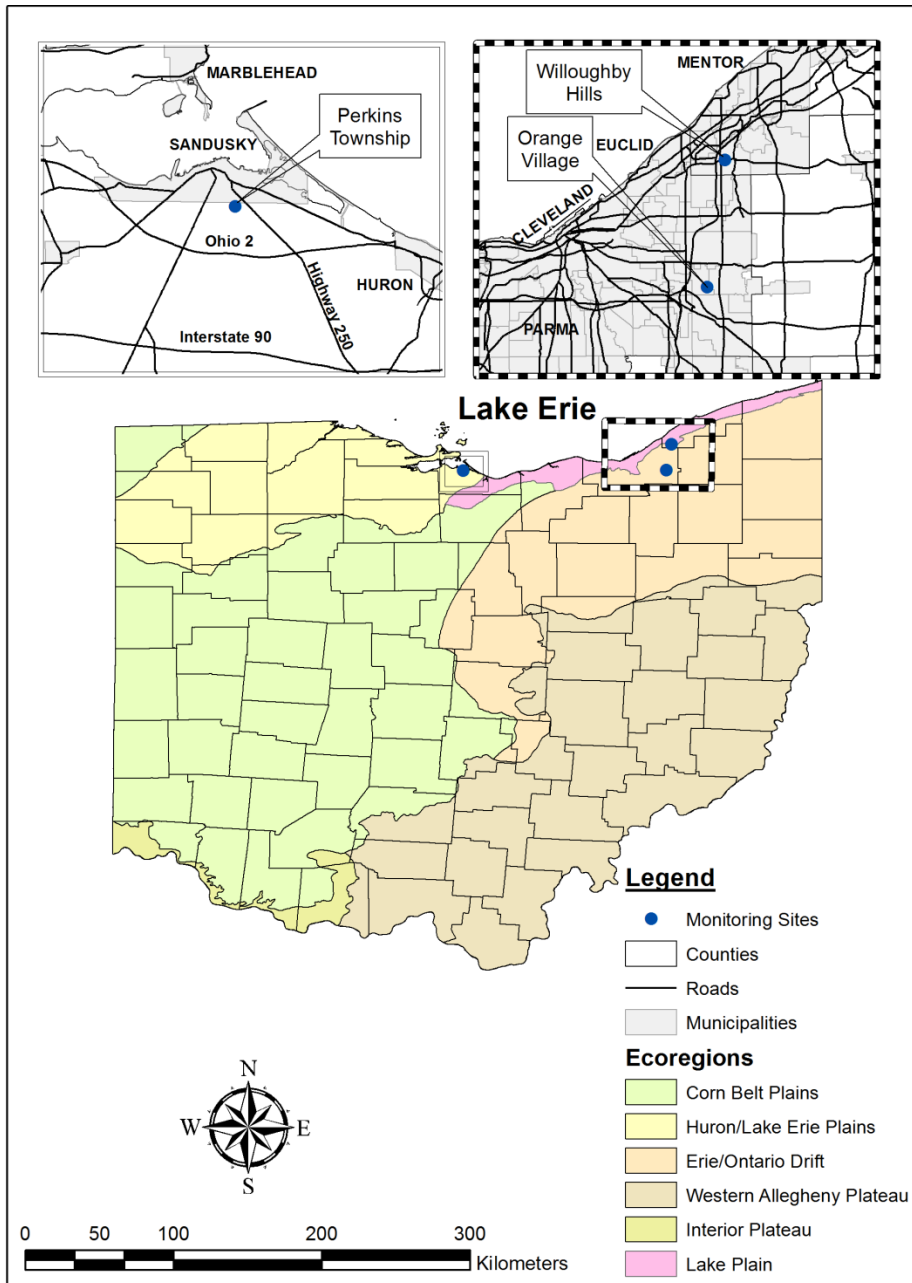 MARBLEHEAD
Perkins
Township
SANDUSKY
Ohio 2
HURON
Highway 250
Interstate 90
MENTOR
Willoughby
Hills
EUCLID
Orange
Village
CLEVELAND
PARMA
Lake Erie
Legend
Monitoring Sites
Counties
Roads
Municipalities
Ecoregions
Corn Belt Plains
Huron/Lake Erie Plains
Erie/Ontario Drift
Western Allegheny Plateau
Interior Plateau
Lake Plain
N
W E
S
0 50 100 200 300
Kilometers